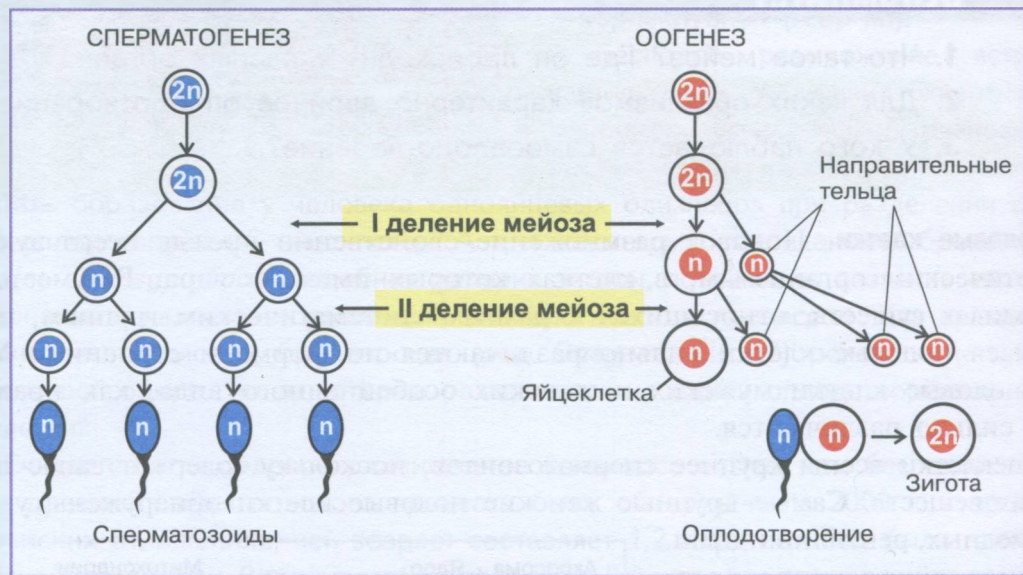 СПЕРМАТОГЕНЕЗ
ООГЕНЕЗ
2n
2n
2n
2n
Направительные
тельца
I деление мейоза
n
n
n
n
II деление мейоза
n
n
n
n
n
n
n
n
Яйцеклетка
n
n
n
n
n
n
2n
Зигота
Сперматозоиды
Оплодотворение